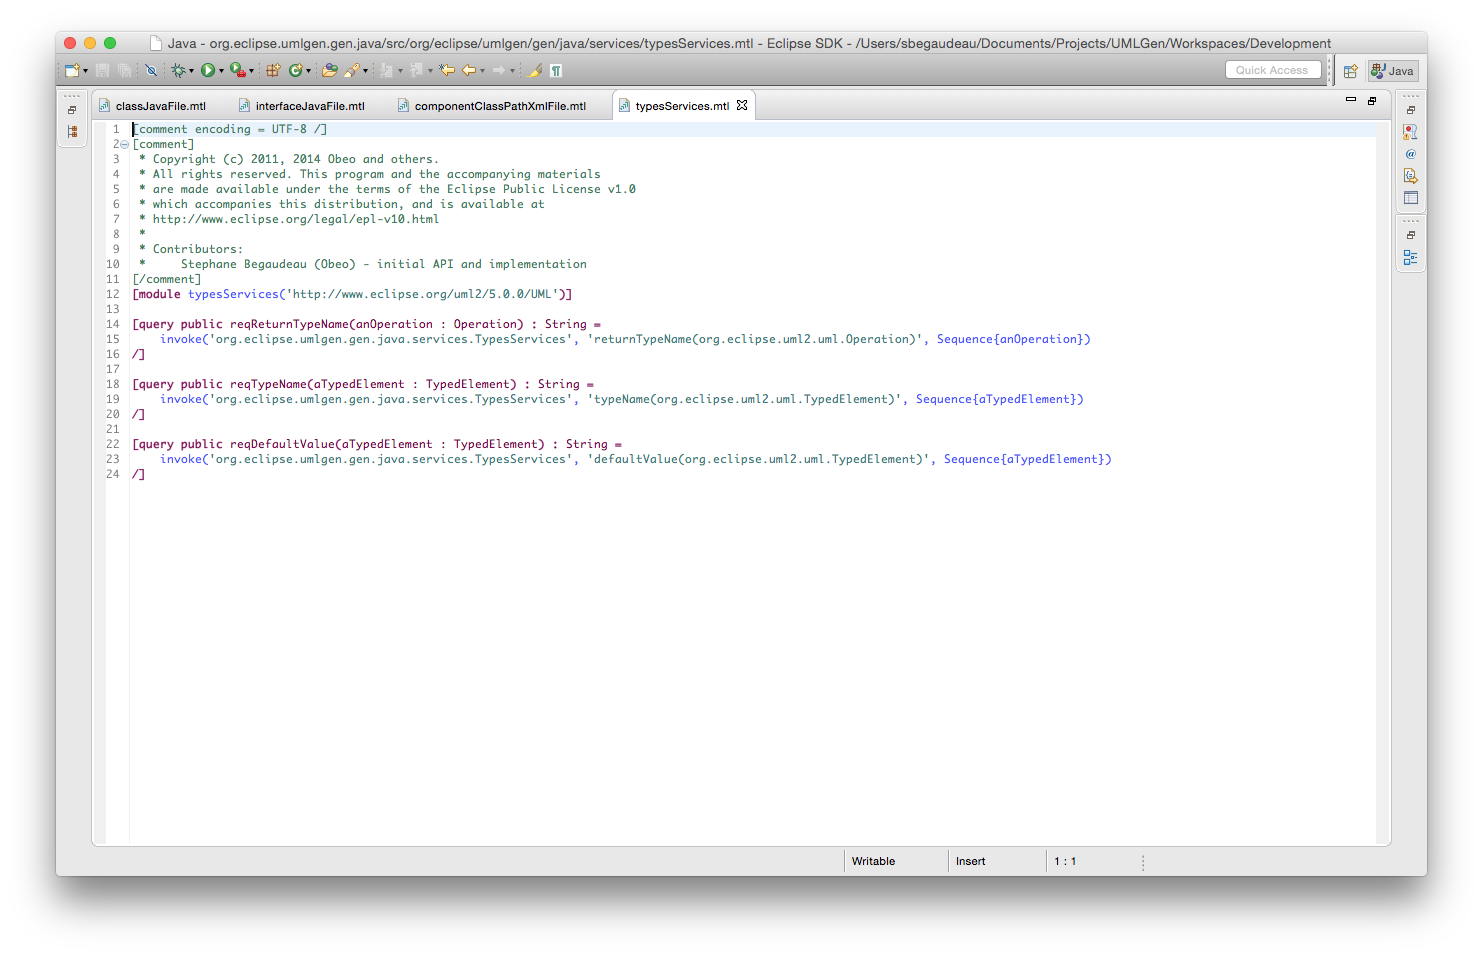 Java - org.eclipse.umlgen.gen.java/src/org/eclipse/umlgen/gen/java/services/typesServices.mtl - Eclipse SDK - /Users/sbegaudeau/Documents/Projects/UMLGen/Workspaces/Development
Quick Access
Java
classJavaFile.mtl
interfaceJavaFile.mtl
componentClassPathXmlFile.mtl
typesServices.mtl
1 [comment encoding = UTF-8 /]
2 [comment]
3  * Copyright (c) 2011, 2014 Obeo and others.
4  * All rights reserved. This program and the accompanying materials
5  * are made available under the terms of the Eclipse Public License v1.0
6  * which accompanies this distribution, and is available at
7  * http://www.eclipse.org/legal/epl-v10.html
8  *
9  * Contributors:
10  *     Stephane Begaudeau (Obeo) - initial API and implementation
11 [/comment]
12 [module typesServices('http://www.eclipse.org/uml2/5.0.0/UML')]
13
14 [query public reqReturnTypeName(anOperation : Operation) : String =
15     invoke('org.eclipse.umlgen.gen.java.services.TypesServices', 'returnTypeName(org.eclipse.uml2.uml.Operation)', Sequence{anOperation})
16 /]
17
18 [query public reqTypeName(aTypedElement : TypedElement) : String =
19     invoke('org.eclipse.umlgen.gen.java.services.TypesServices', 'typeName(org.eclipse.uml2.uml.TypedElement)', Sequence{aTypedElement})
20 /]
21
22 [query public reqDefaultValue(aTypedElement : TypedElement) : String =
23     invoke('org.eclipse.umlgen.gen.java.services.TypesServices', 'defaultValue(org.eclipse.uml2.uml.TypedElement)', Sequence{aTypedElement})
24 /]
Writable
Insert
1 : 1